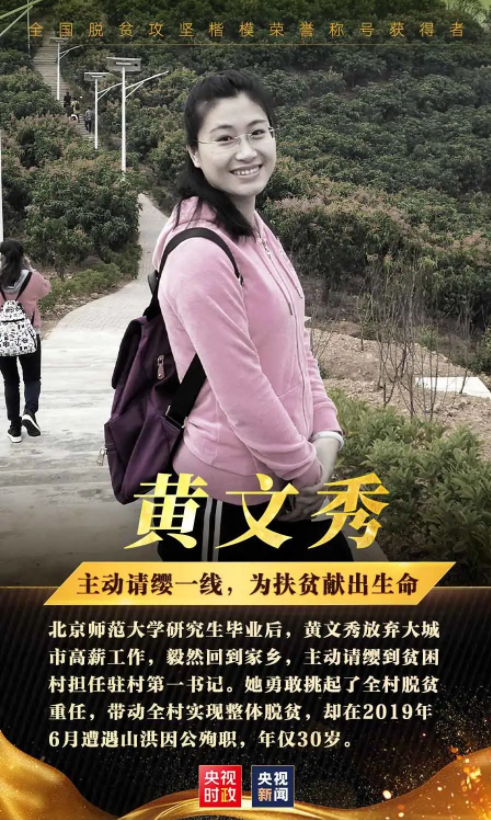 全国脱贫攻坚楷模荣誉称号获得者
黄文秀
主动请缨一线，为扶贫献出生命
北京师范大学研究生毕业后，黄文秀放弃大城
市高薪工作，毅然回到家乡，主动请缨到贫困
村担任驻村第一书记。她勇敢挑起了全村脱贫
重任，带动全村实现整体脱贫，却在2019年
6月遭遇山洪因公殉职，年仅30岁。
央视时政
央视新闻